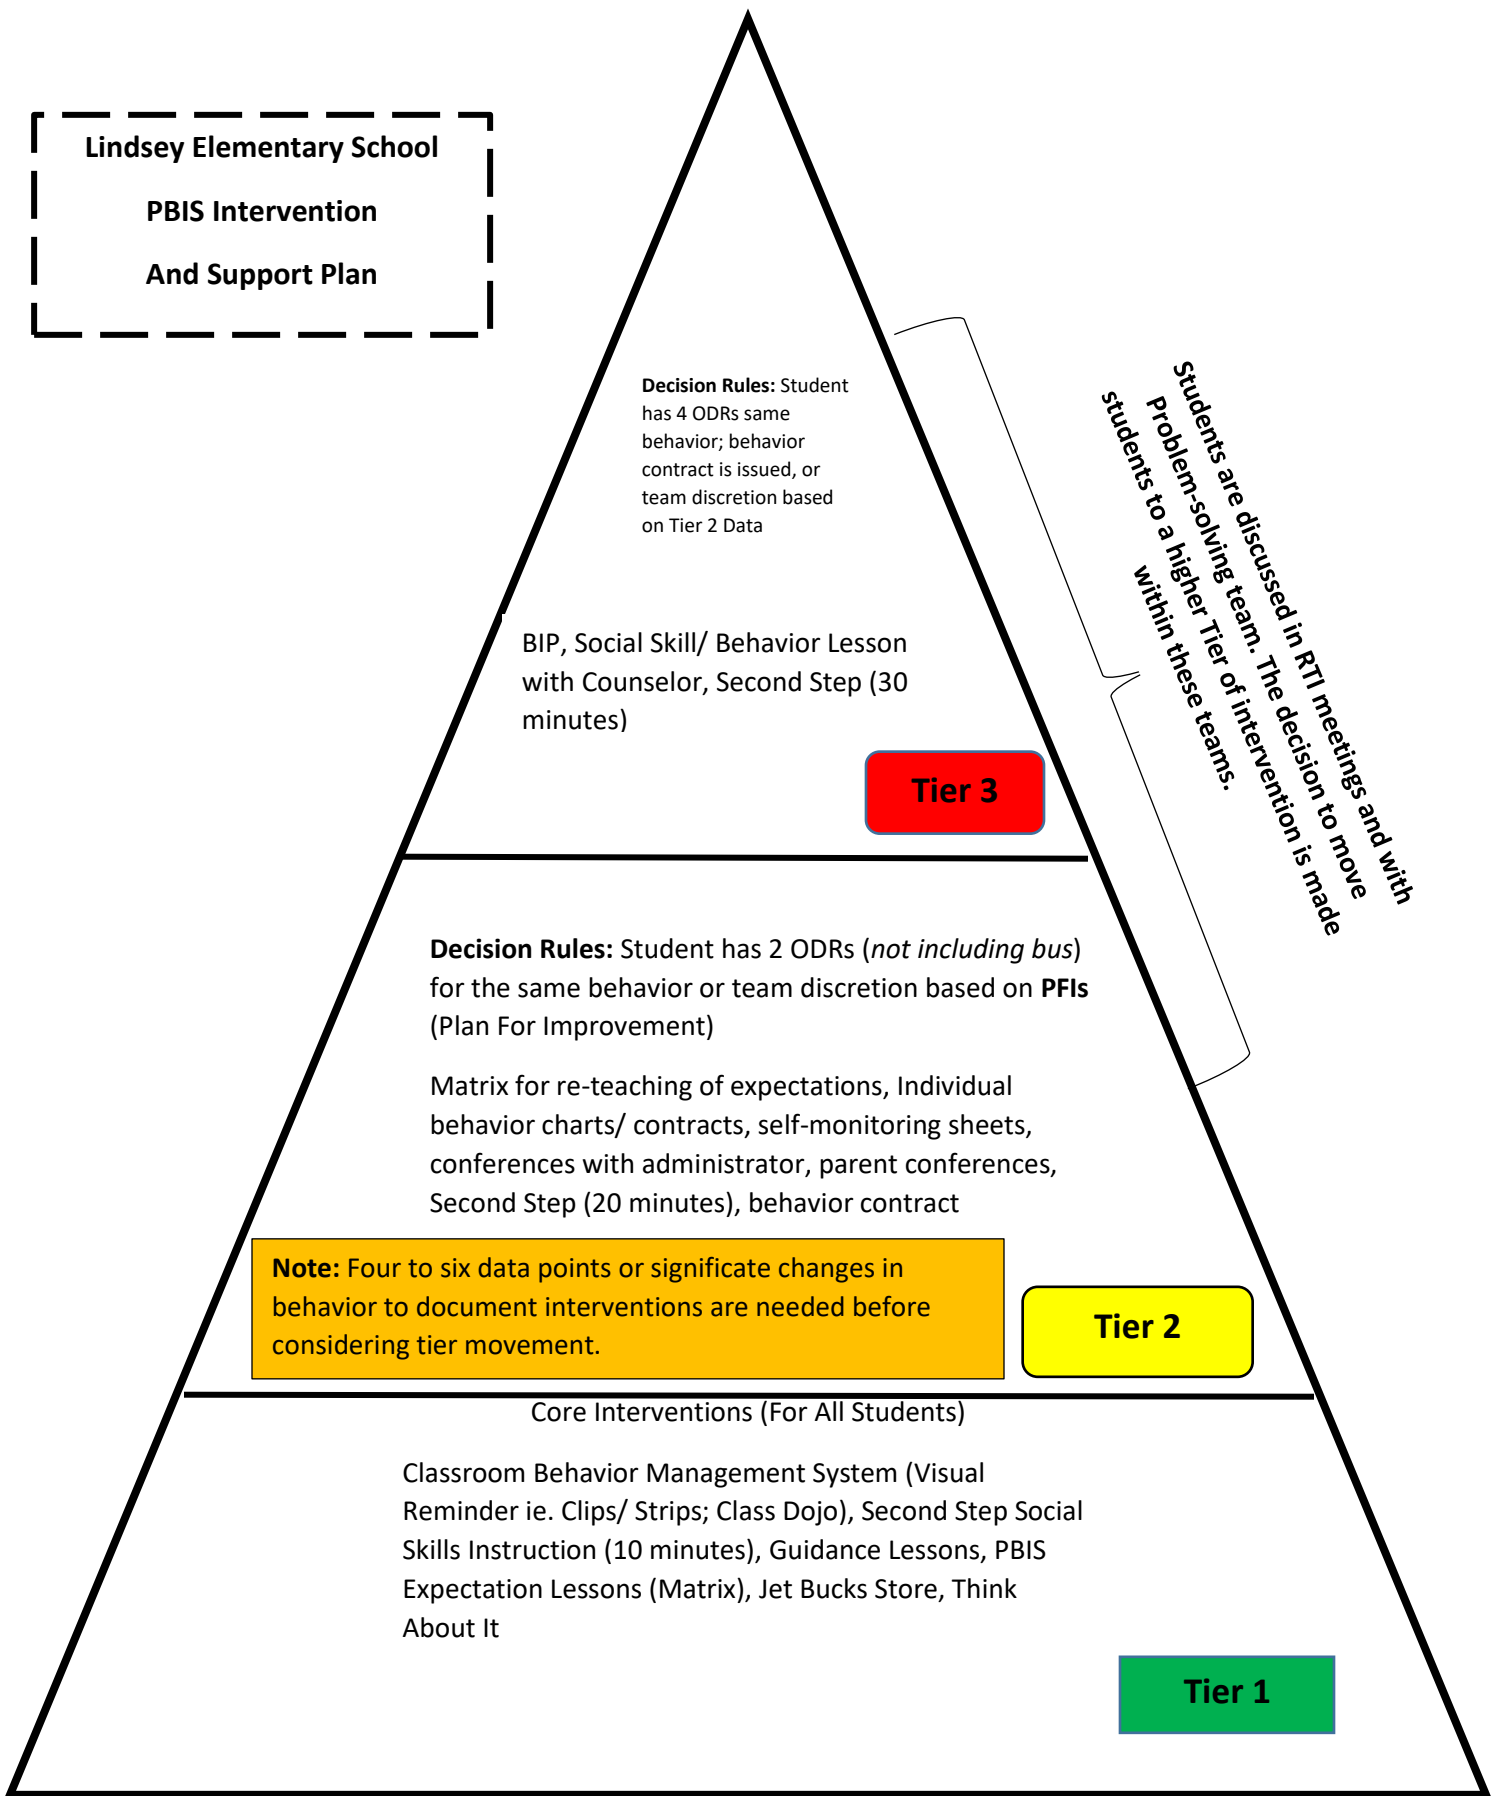 Lindsey Elementary School
PBIS Intervention
And Support Plan
Decision Rules: Student
has 4 ODRs same
behavior; behavior
contract is issued, or
team discretion based
on Tier 2 Data
BIP, Social Skill/ Behavior Lesson
with Counselor, Second Step (30
minutes)
Tier 3
Students are discussed in RTI meetings and with
Problem-solving team. The decision to move
students to a higher Tier of intervention is made
within these teams.
Decision Rules: Student has 2 ODRs (not including bus)
for the same behavior or team discretion based on PFIs
(Plan For Improvement)
Matrix for re-teaching of expectations, Individual
behavior charts/ contracts, self-monitoring sheets,
conferences with administrator, parent conferences,
Second Step (20 minutes), behavior contract
Note: Four to six data points or significate changes in
behavior to document interventions are needed before
considering tier movement.
Tier 2
Core Interventions (For All Students)
Classroom Behavior Management System (Visual
Reminder ie. Clips/ Strips; Class Dojo), Second Step Social
Skills Instruction (10 minutes), Guidance Lessons, PBIS
Expectation Lessons (Matrix), Jet Bucks Store, Think
About It
Tier 1